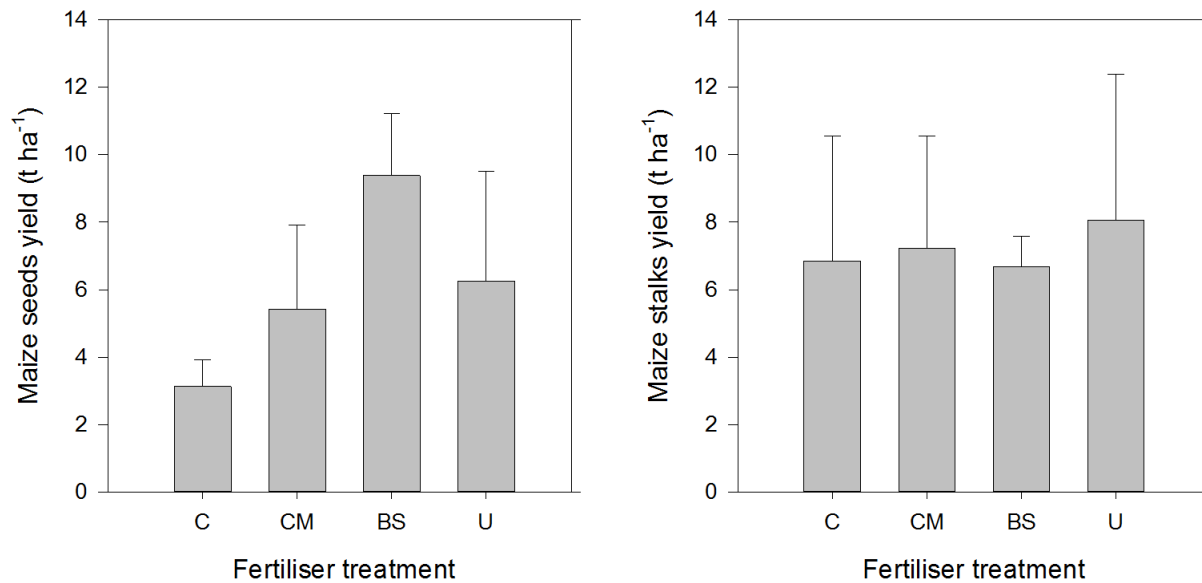 Maize seeds yield (t ha⁻¹)
14
12
10
8
6
4
2
0
C CM BS U
Fertiliser treatment
Maize stalks yield (t ha⁻¹)
14
12
10
8
6
4
2
0
C CM BS U
Fertiliser treatment